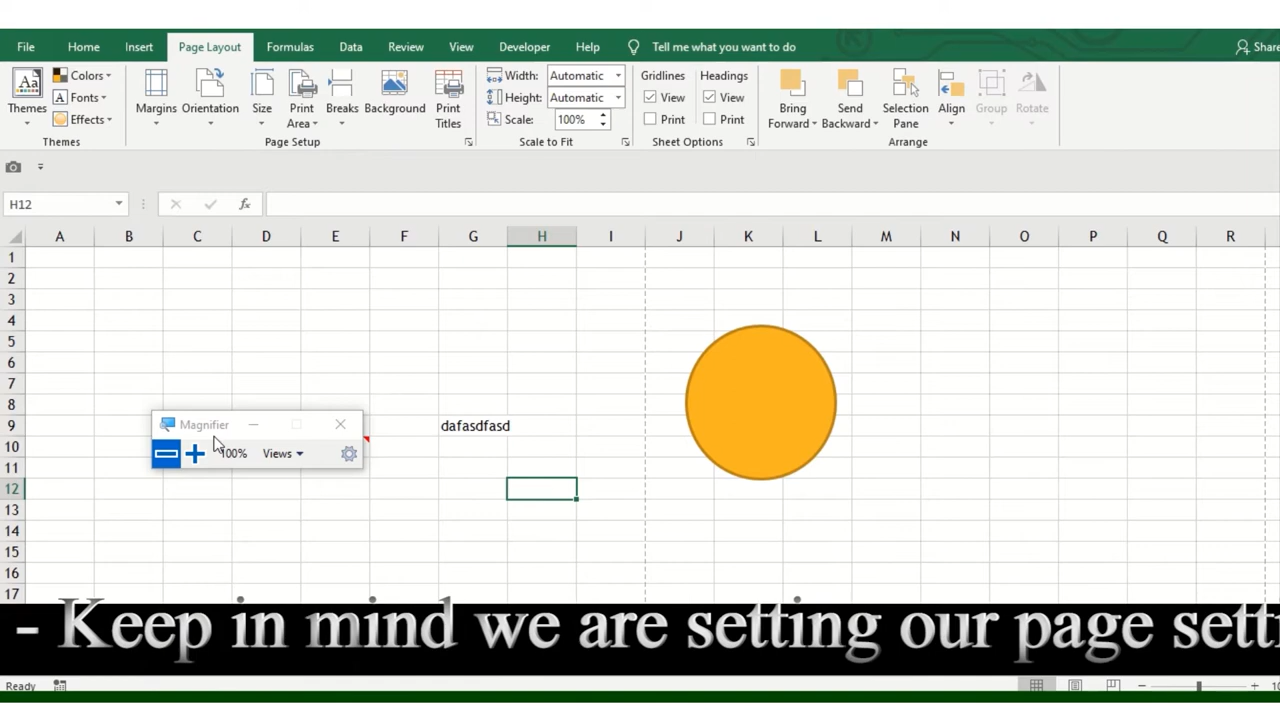 File Home Insert Page Layout Formulas Data Review View Developer Help Tell me what you want to do Share
Colors Width: Automatic Gridlines Headings
Fonts Height: Automatic View View
Themes Effects Margins Orientation Size Print Area Breaks Background Print Titles Scale: 100% Print Print Bring Forward Send Backward Selection Pane Align Group Rotate
Themes Page Setup Scale to Fit Sheet Options Arrange
H12 fx
A B C D E F G H I J K L M N O P Q R
1
2
3
4
5
6
7
8
Magnifier
9 dafasdfasd
10
100% Views
11
12
13
14
15
16
17
- Keep in mind we are setting our page setti
Ready 10